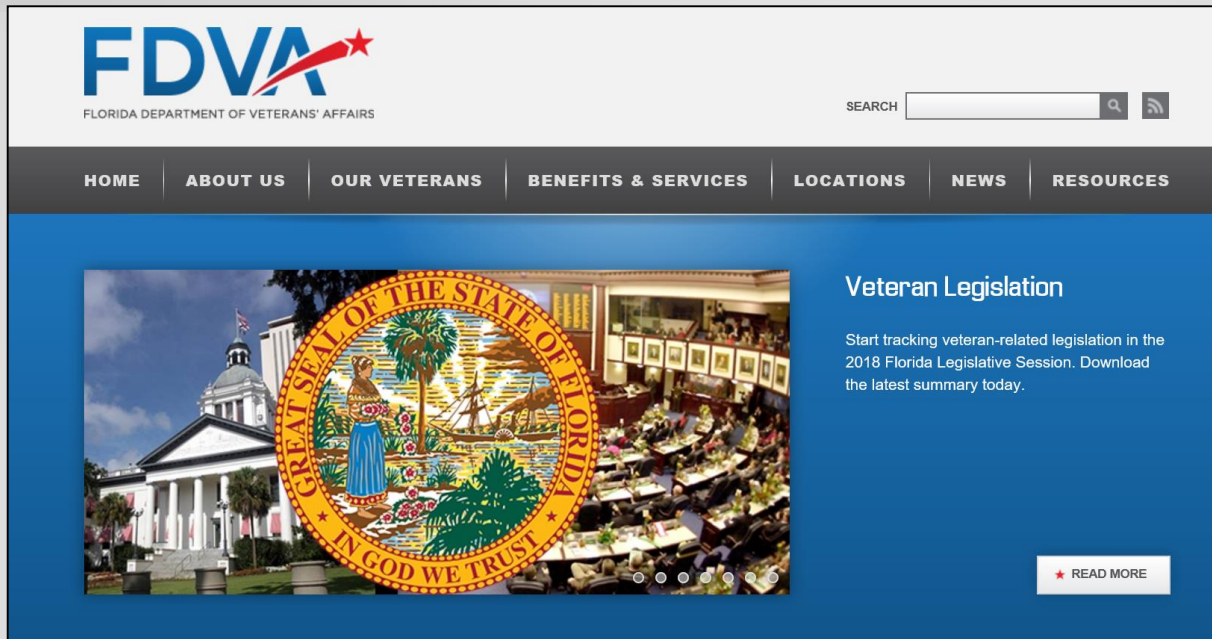 FDVA
FLORIDA DEPARTMENT OF VETERANS' AFFAIRS
SEARCH
HOME
ABOUT US
OUR VETERANS
BENEFITS & SERVICES
LOCATIONS
NEWS
RESOURCES
GREAT SEAL OF THE STATE OF FLORIDA
IN GOD WE TRUST
Veteran Legislation
Start tracking veteran-related legislation in the
2018 Florida Legislative Session. Download
the latest summary today.
READ MORE